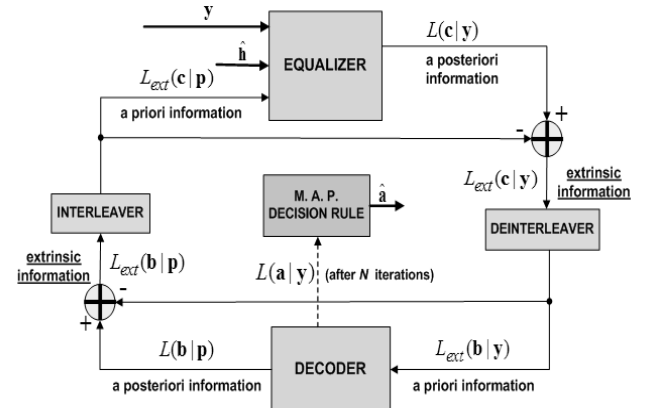 y
L(c|y)
ĥ
EQUALIZER
a posteriori
information
L_ext(c|p)
a priori information
+
-
L_ext(c|y)
extrinsic
information
M. A. P.
DECISION RULE
â
INTERLEAVER
DEINTERLEAVER
extrinsic
information
L_ext(b|p)
L(a|y) (after N iterations)
-
+
L(b|p)
DECODER
L_ext(b|y)
a posteriori information
a priori information